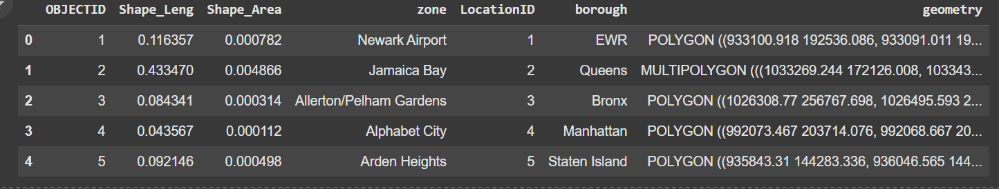 OBJECTID Shape_Leng Shape_Area zone LocationID borough geometry
0 1 0.116357 0.000782 Newark Airport 1 EWR POLYGON ((933100.918 192536.086, 933091.011 19...
1 2 0.433470 0.004866 Jamaica Bay 2 Queens MULTIPOLYGON (((1033269.244 172126.008, 103343...
2 3 0.084341 0.000314 Allerton/Pelham Gardens 3 Bronx POLYGON ((1026308.77 256767.698, 1026495.593 2...
3 4 0.043567 0.000112 Alphabet City 4 Manhattan POLYGON ((992073.467 203714.076, 992068.667 20...
4 5 0.092146 0.000498 Arden Heights 5 Staten Island POLYGON ((935843.31 144283.336, 936046.565 144...